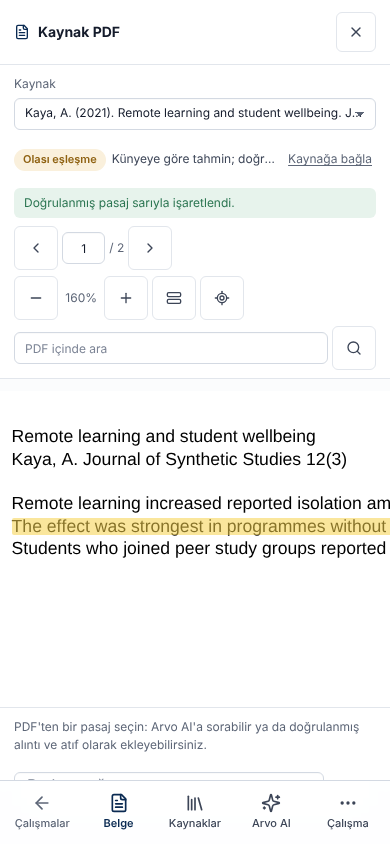 Kaynak PDF
Kaynak
Kaya, A. (2021). Remote learning and student wellbeing. J...
Olası eşleşme Künyeye göre tahmin; doğr... Kaynağa bağla
Doğrulanmış pasaj sarıyla işaretlendi.
1 / 2
160%
PDF içinde ara
Remote learning and student wellbeing
Kaya, A. Journal of Synthetic Studies 12(3)
Remote learning increased reported isolation am
The effect was strongest in programmes without
Students who joined peer study groups reported
PDF'ten bir pasaj seçin: Arvo AI'a sorabilir ya da doğrulanmış
alıntı ve atıf olarak ekleyebilirsiniz.
Çalışmalar Belge Kaynaklar Arvo AI Çalışma